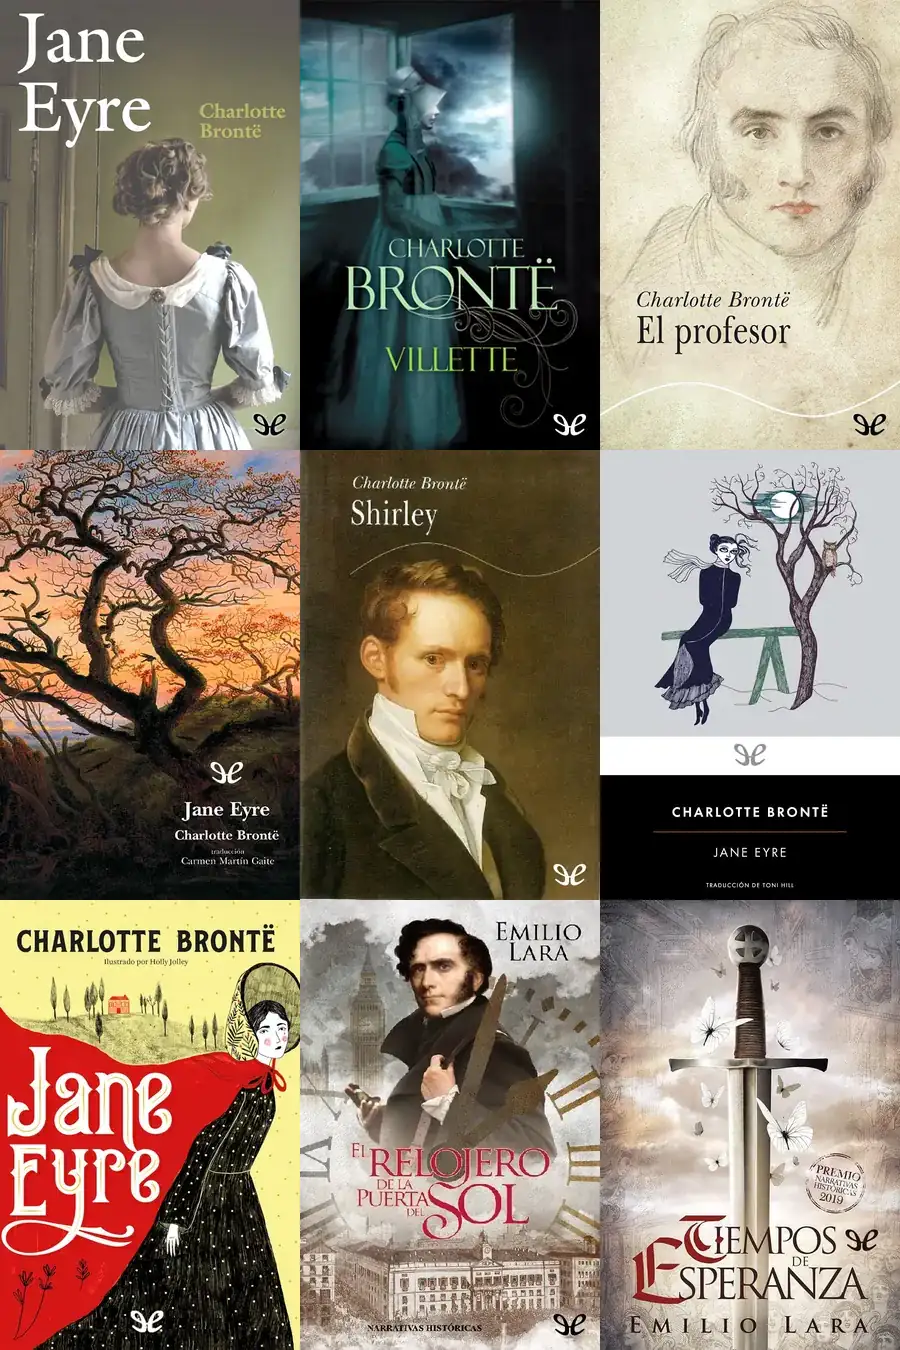 Jane
Eyre
Charlotte
Brontë
CHARLOTTE
BRONTË
VILLETTE
Charlotte Brontë
El profesor
Jane Eyre
Charlotte Brontë
traducción
Carmen Martín Gaite
Charlotte Brontë
Shirley
CHARLOTTE BRONTË
JANE EYRE
TRADUCCIÓN DE TONI HILL
CHARLOTTE BRONTË
Ilustrado por Holly Jolley
Jane
Eyre
EMILIO
LARA
EL RELOJERO
DE LA
PUERTA
DEL
SOL
NARRATIVAS HISTÓRICAS
PREMIO
NARRATIVAS
HISTÓRICAS
2019
TIEMPOS
DE
ESPERANZA
EMILIO LARA